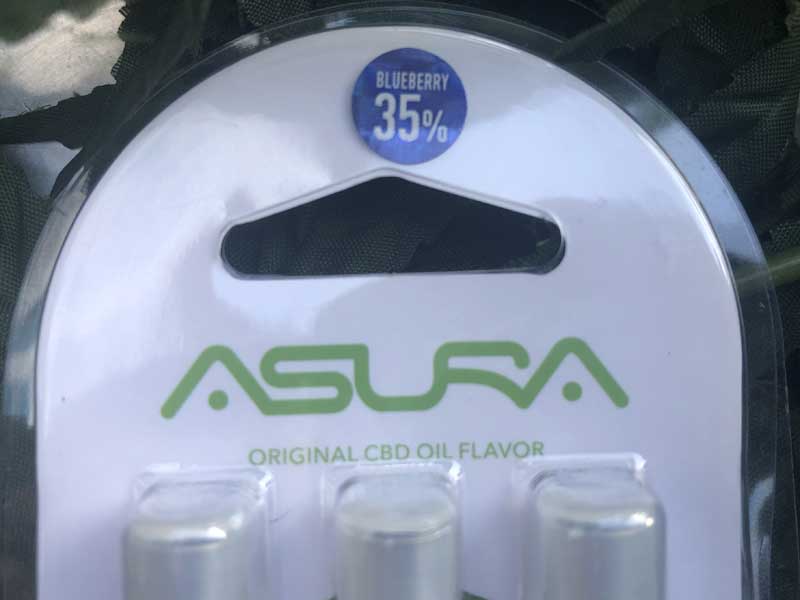 BLUEBERRY
35%
ASURA
ORIGINAL CBD OIL FLAVOR